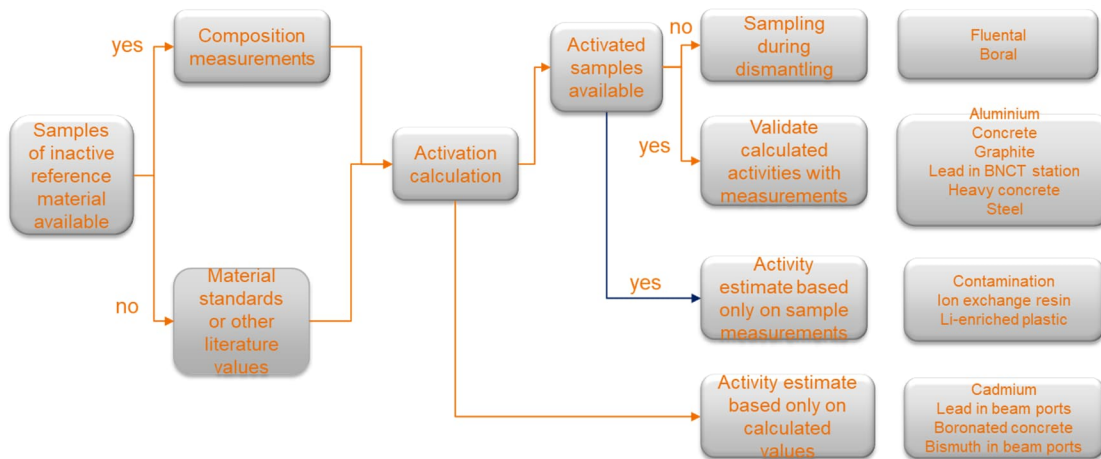 yes
Composition
measurements
Samples
of inactive
reference
material
available
no
Material
standards
or other
literature
values
Activation
calculation
Activated
samples
available
no
Sampling
during
dismantling
Fluental
Boral
yes
Validate
calculated
activities with
measurements
Aluminium
Concrete
Graphite
Lead in BNCT station
Heavy concrete
Steel
yes
Activity
estimate based
only on sample
measurements
Contamination
Ion exchange resin
Li-enriched plastic
Activity estimate
based only on
calculated
values
Cadmium
Lead in beam ports
Boronated concrete
Bismuth in beam ports